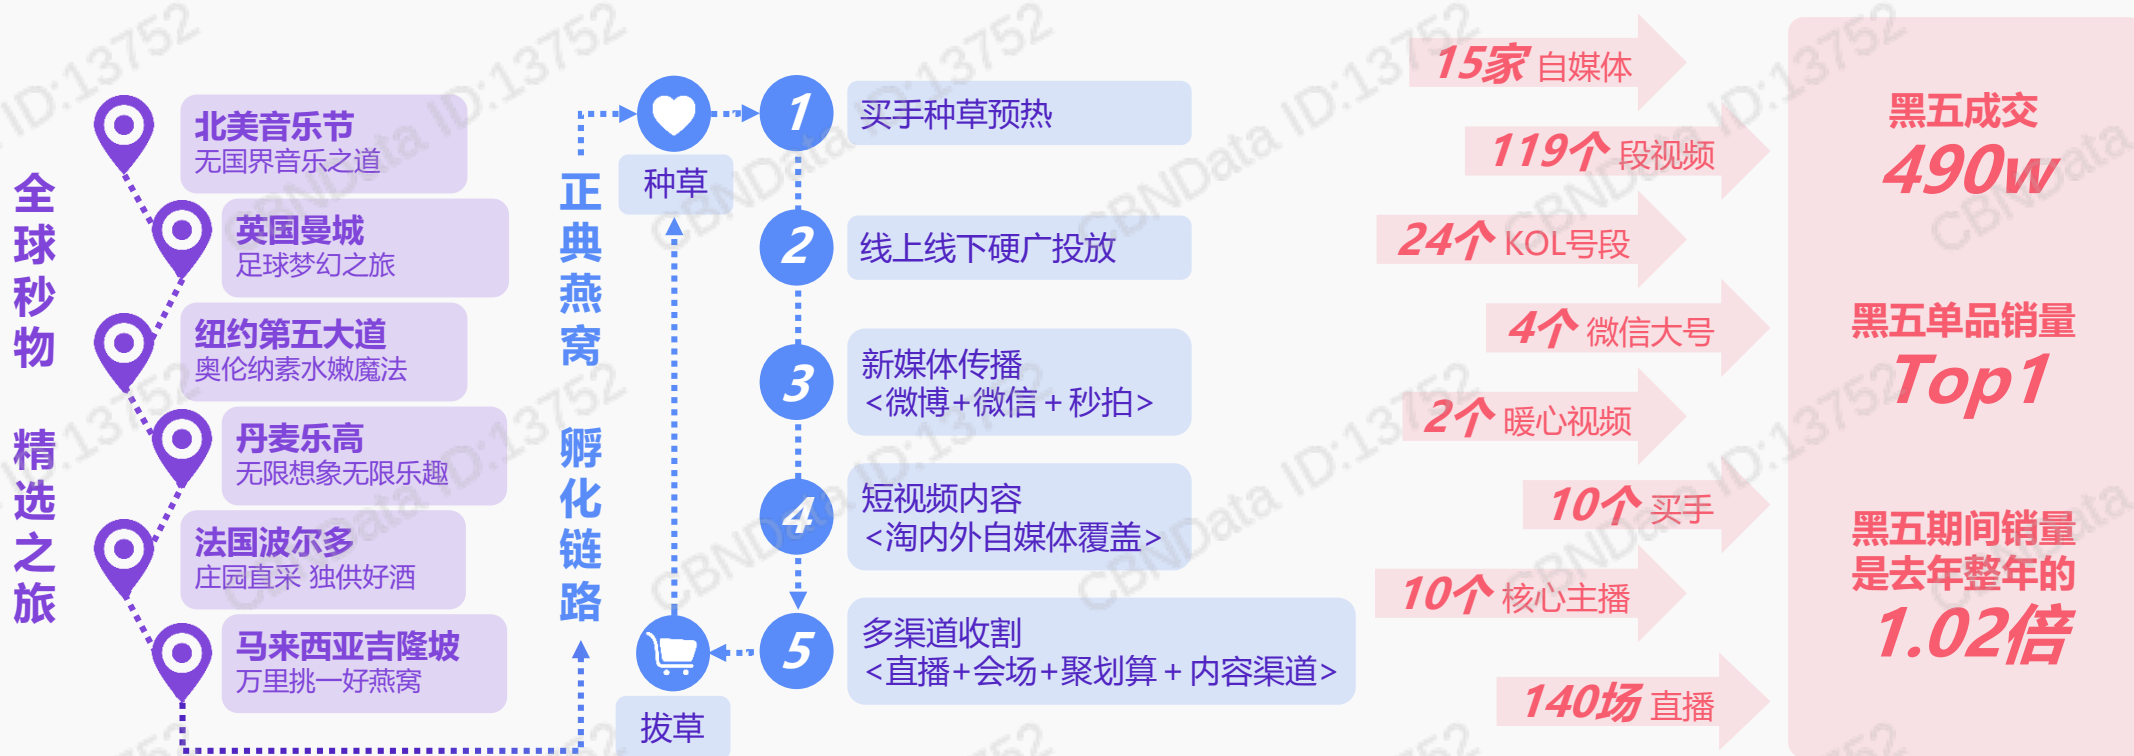 全球秒物 精选之旅
北美音乐节
无国界音乐之道
英国曼城
足球梦幻之旅
纽约第五大道
奥伦纳素水嫩魔法
丹麦乐高
无限想象无限乐趣
法国波尔多
庄园直采 独供好酒
马来西亚吉隆坡
万里挑一好燕窝
正典燕窝 孵化链路
种草
拔草
1
买手种草预热
2
线上线下硬广投放
3
新媒体传播
<微博+微信+秒拍>
4
短视频内容
<淘内外自媒体覆盖>
5
多渠道收割
<直播+会场+聚划算+内容渠道>
15家 自媒体
119个 段视频
24个 KOL号段
4个 微信大号
2个 暖心视频
10个 买手
10个 核心主播
140场 直播
黑五成交
490w
黑五单品销量
Top1
黑五期间销量
是去年整年的
1.02倍
CBNData ID:13752